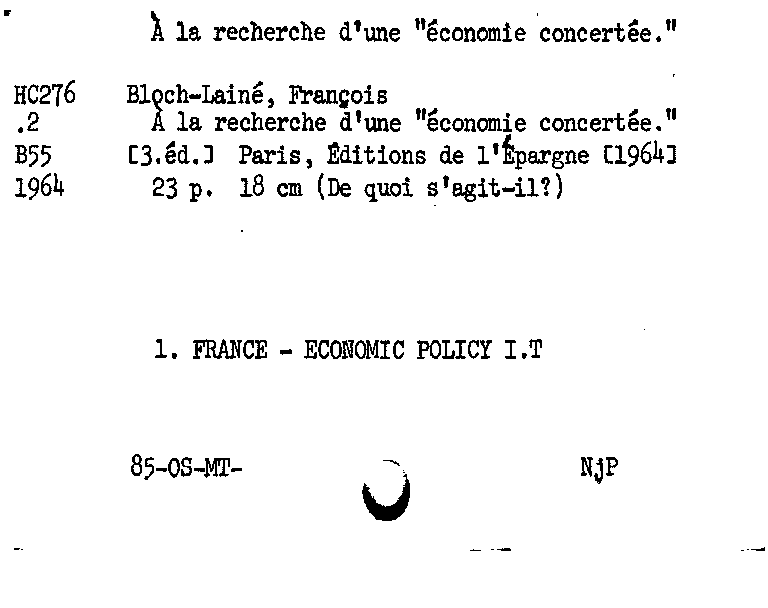 À la recherche d'une "économie concertée."
HC276 Bloch-Lainé, François
.2 À la recherche d'une "économie concertée."
B55 [3.éd.] Paris, Éditions de l'Épargne [1964]
1964 23 p. 18 cm (De quoi s'agit-il?)
1. FRANCE - ECONOMIC POLICY I.T
85-OS-MT- NjP